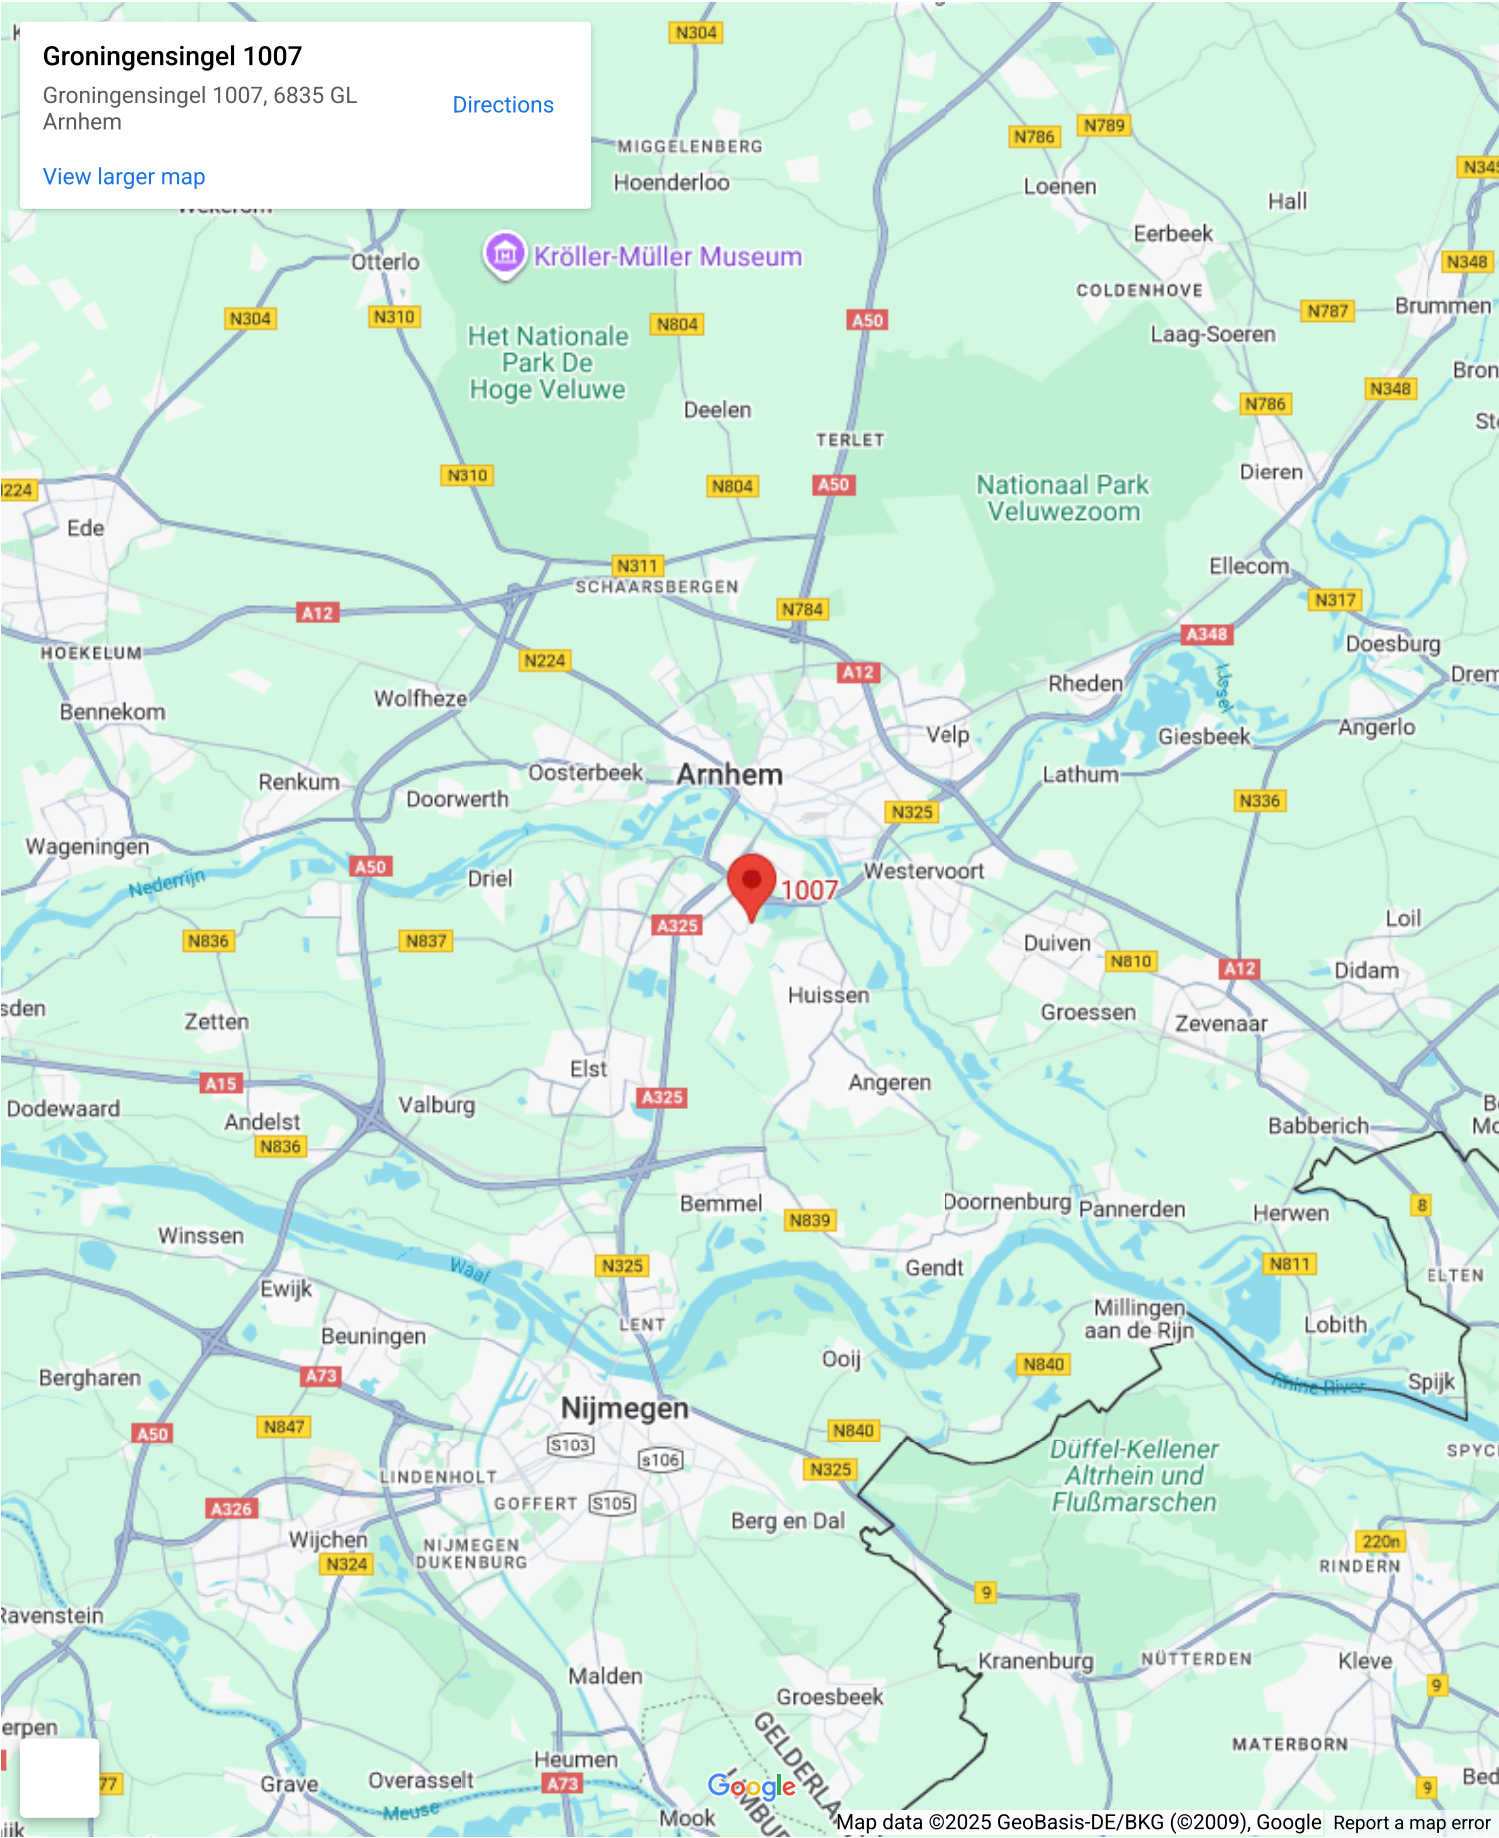 Groningensingel 1007
Groningensingel 1007, 6835 GL
Arnhem
Directions
View larger map
N304
MIGGELENBERG
Hoenderloo
N786
N789
Loenen
Hall
Eerbeek
N348
COLDENHOVE
N787
Brummen
Laag-Soeren
Otterlo
Kröller-Müller Museum
N304
N310
N804
A50
Het Nationale
Park De
Hoge Veluwe
Deelen
TERLET
N786
N348
Dieren
N310
N804
A50
Nationaal Park
Veluwezoom
Ede
N311
SCHAARSBERGEN
Ellecom
A12
N784
N317
HOEKELUM
N224
A12
A348
Doesburg
Wolfheze
Rheden
IJssel
Bennekom
Velp
Giesbeek
Angerlo
Renkum
Oosterbeek
Arnhem
Lathum
Doorwerth
N325
N336
Wageningen
Nederrijn
A50
Driel
1007
Westervoort
A325
N836
N837
Duiven
N810
A12
Loil
Didam
Huissen
Groessen
Zevenaar
Zetten
Elst
A15
A325
Angeren
Dodewaard
Andelst
Valburg
N836
Babberich
Bemmel
N839
Doornenburg
Pannerden
Herwen
8
Winssen
Waal
N325
Gendt
N811
ELTEN
Ewijk
Beuningen
LENT
Millingen
aan de Rijn
Lobith
Bergharen
A73
Ooij
N840
Rhine River
Spijk
A50
N847
Nijmegen
S103
s106
N840
N325
Düffel-Kellener
Altrhein und
Flußmarschen
LINDENHOLT
GOFFERT
S105
A326
Wijchen
N324
NIJMEGEN
DUKENBURG
Berg en Dal
220n
RINDERN
9
Ravenstein
Kranenburg
NÜTTERDEN
Kleve
Malden
Groesbeek
9
MATERBORN
Heumen
A73
Grave
Overasselt
Meuse
Mook
Google
9
Map data ©2025 GeoBasis-DE/BKG (©2009), Google
Report a map error